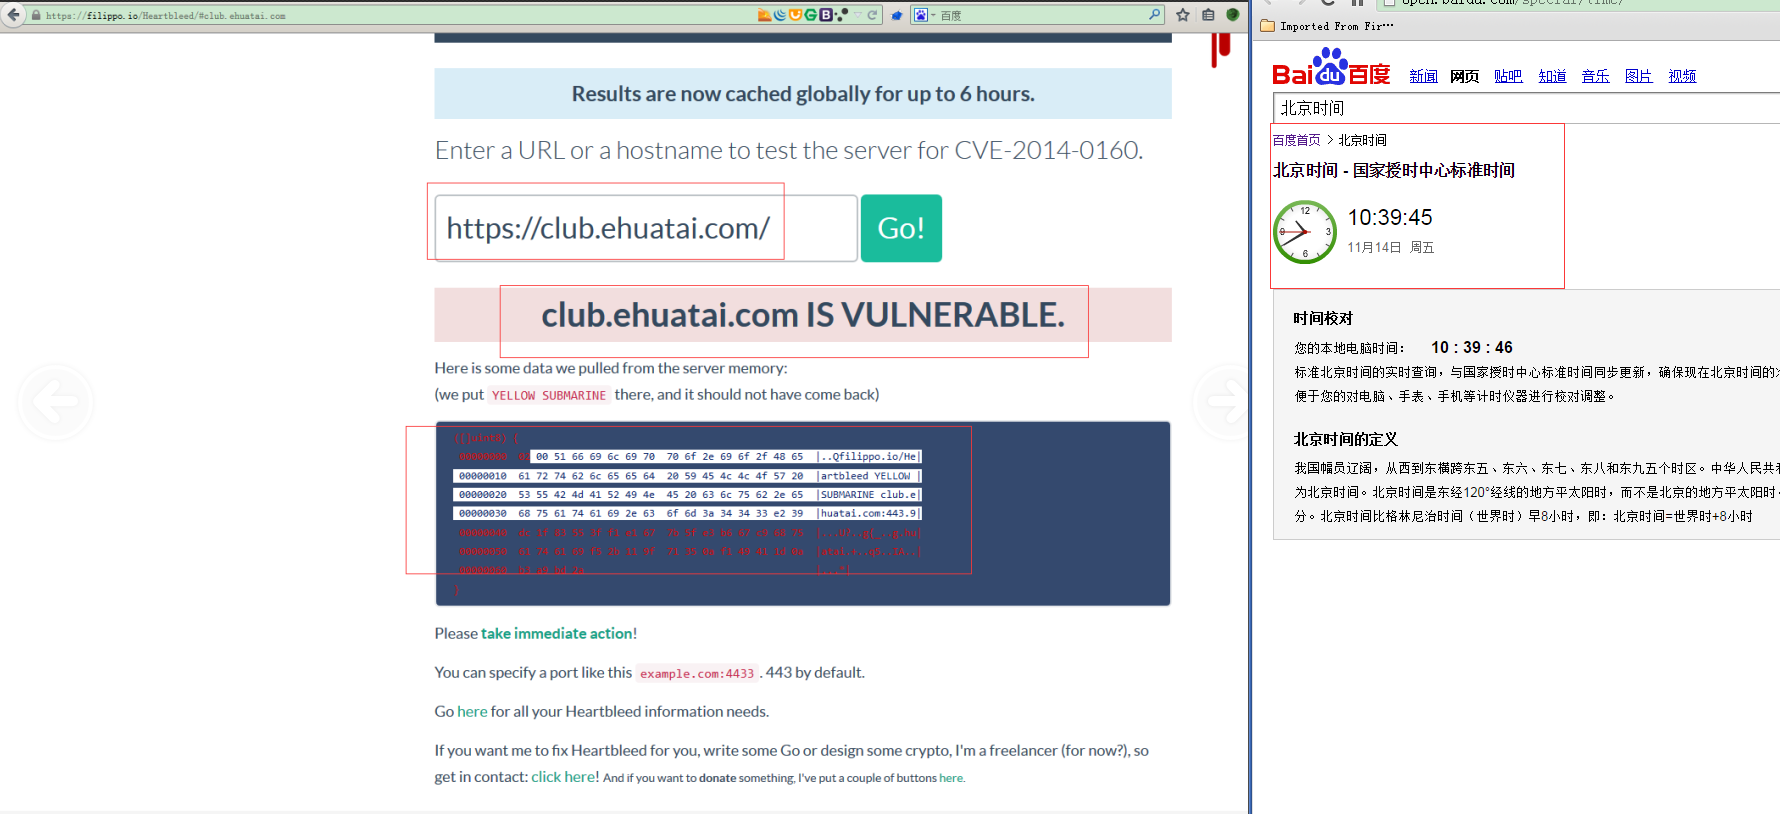 https://filippo.io/Heartbleed/#club.ehuatai.com
百度
Results are now cached globally for up to 6 hours.
Enter a URL or a hostname to test the server for CVE-2014-0160.
https://club.ehuatai.com/
Go!
club.ehuatai.com IS VULNERABLE.
Here is some data we pulled from the server memory:
(we put YELLOW SUBMARINE there, and it should not have come back)
([]uint8) {
00000000 02 00 51 66 69 6c 69 70 70 6f 2e 69 6f 2f 48 65 |..Qfilippo.io/He|
00000010 61 72 74 62 6c 65 65 64 20 59 45 4c 4c 4f 57 20 |artbleed YELLOW |
00000020 53 55 42 4d 41 52 49 4e 45 20 63 6c 75 62 2e 65 |SUBMARINE club.e|
00000030 68 75 61 74 61 69 2e 63 6f 6d 3a 34 34 33 e2 39 |huatai.com:443.9|
00000040
00000050
00000060
}
Please take immediate action!
You can specify a port like this example.com:4433 . 443 by default.
Go here for all your Heartbleed information needs.
If you want me to fix Heartbleed for you, write some Go or design some crypto, I'm a freelancer (for now?), so
get in contact: click here! And if you want to donate something, I've put a couple of buttons here.
open.baidu.com/special/time/
Imported From Fir···
Bai du 百度 新闻 网页 贴吧 知道 音乐 图片 视频
北京时间
百度首页 > 北京时间
北京时间 - 国家授时中心标准时间
12
3
6
9
10:39:45
11月14日 周五
时间校对
您的本地电脑时间： 10 : 39 : 46
标准北京时间的实时查询，与国家授时中心标准时间同步更新，确保现在北京时间的
便于您的对电脑、手表、手机等计时仪器进行校对调整。
北京时间的定义
我国幅员辽阔，从西到东横跨东五、东六、东七、东八和东九五个时区。中华人民共
为北京时间。北京时间是东经120°经线的地方平太阳时，而不是北京的地方平太阳时
分。北京时间比格林尼治时间（世界时）早8小时，即：北京时间=世界时+8小时